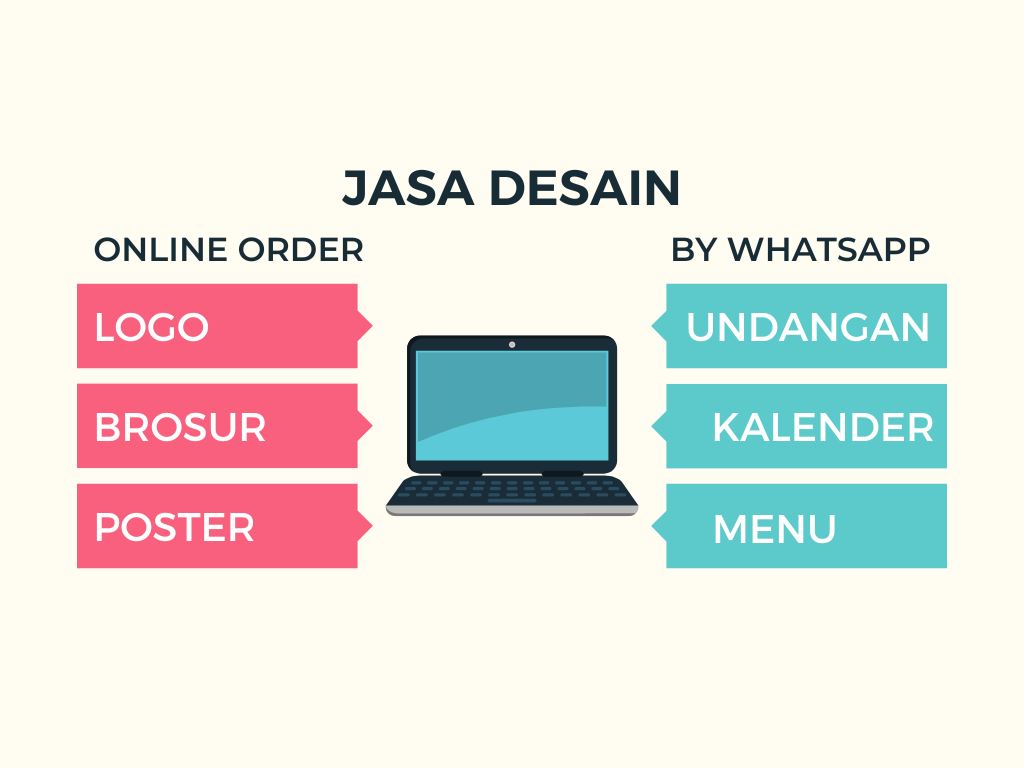 JASA DESAIN
ONLINE ORDER
LOGO
BROSUR
POSTER
BY WHATSAPP
UNDANGAN
KALENDER
MENU